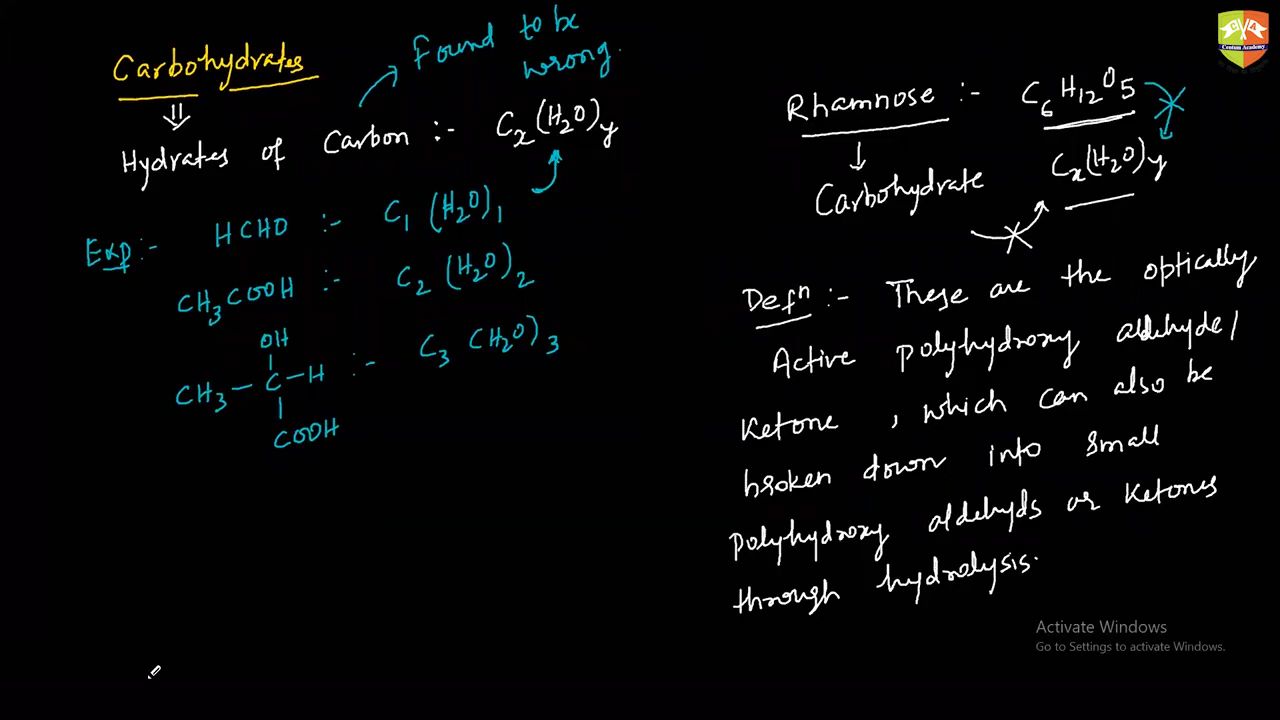 Carbohydrates
⇓
Hydrates of Carbon :- Cx(H2O)y
Found to be
wrong.
Exp:- HCHO :- C1 (H2O)1
CH3COOH :- C2 (H2O)2
OH
CH3 - C - H :- C3 (H2O)3
COOH
Rhamnose :- C6H12O5
↓
Carbohydrate Cx(H2O)y
Defn :- These are the optically
Active polyhydroxy aldehyde/
Ketone , which can also be
broken down into small
polyhydroxy aldehyds or Ketones
through hydrolysis.
Activate Windows
Go to Settings to activate Windows.
C A
Centum Academy